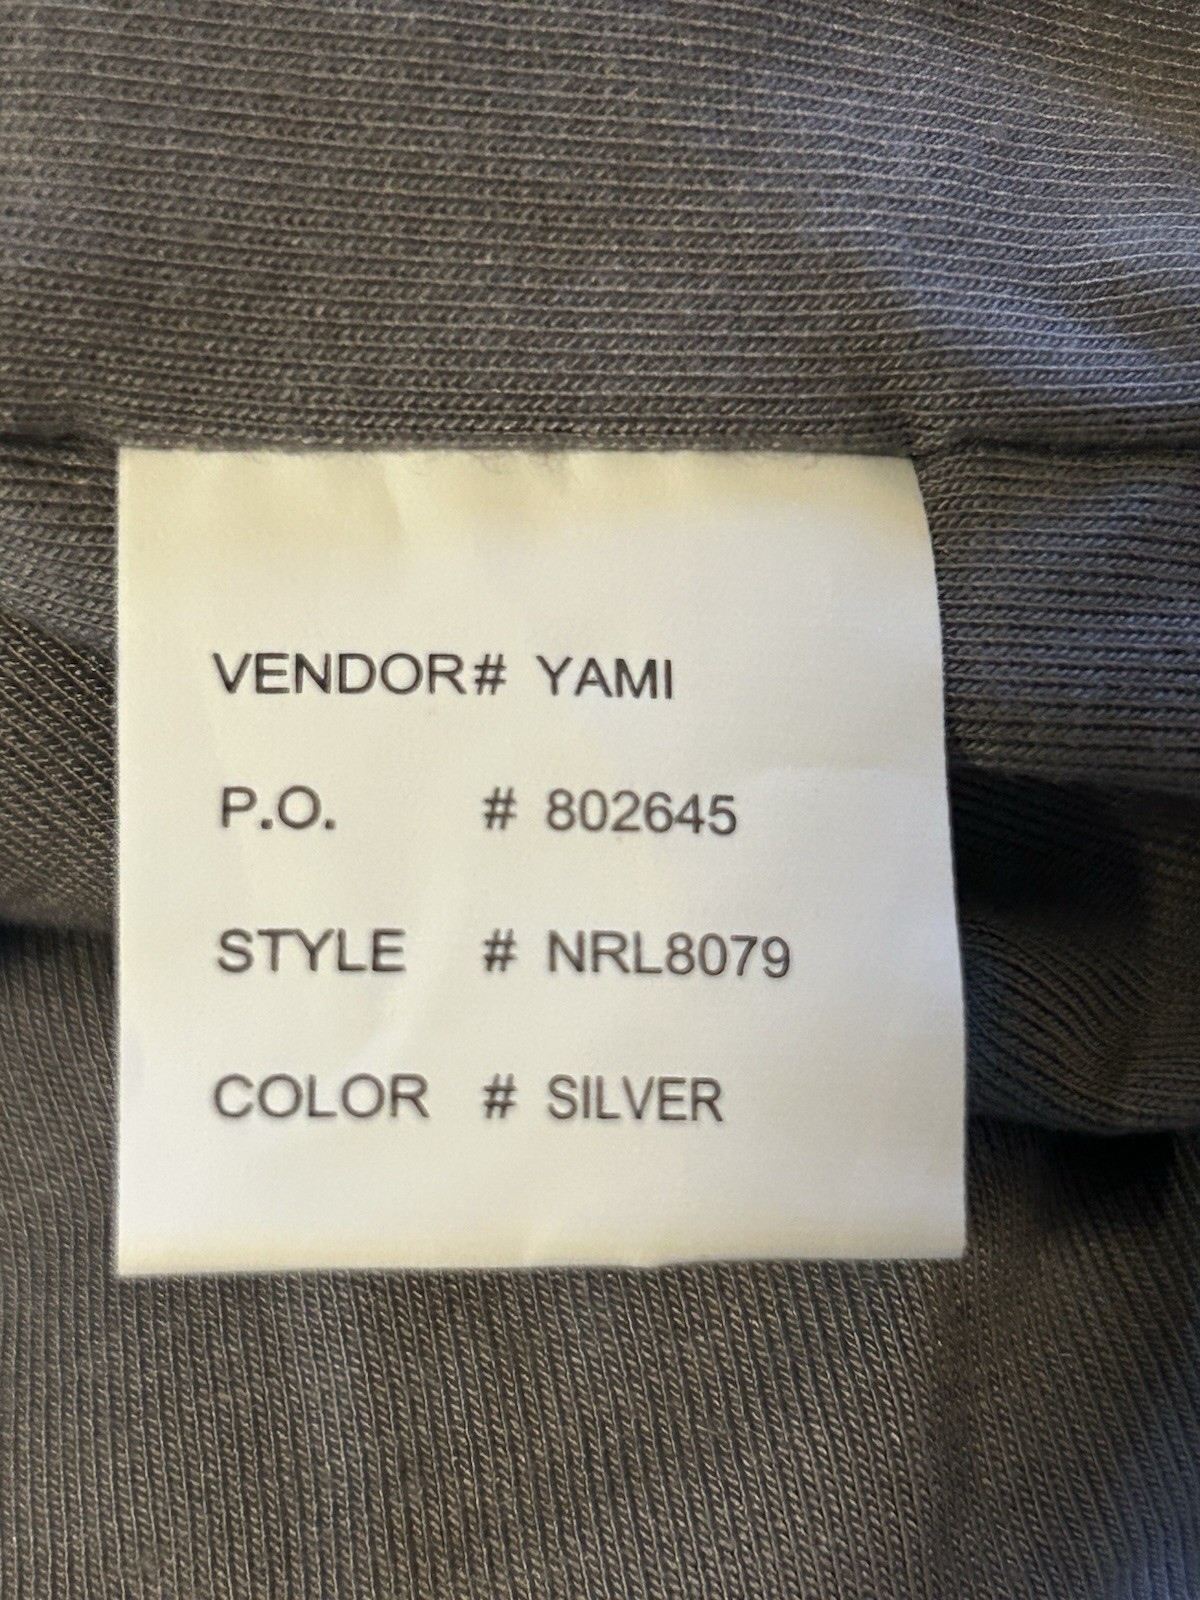 VENDOR# YAMI
P.O. # 802645
STYLE # NRL8079
COLOR # SILVER